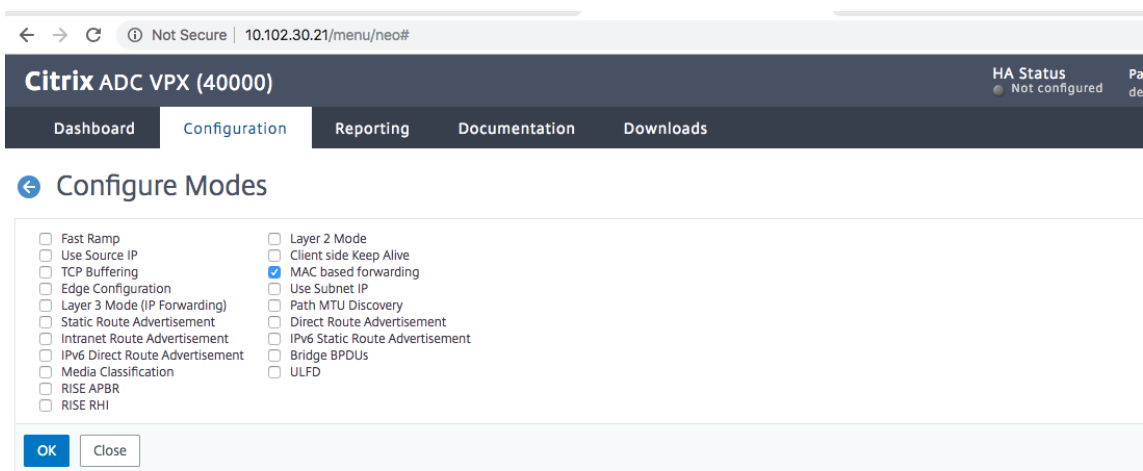 Not Secure | 10.102.30.21/menu/neo#
Citrix ADC VPX (40000)
HA Status
Not configured
Dashboard Configuration Reporting Documentation Downloads
Configure Modes
Fast Ramp Layer 2 Mode
Use Source IP Client side Keep Alive
TCP Buffering MAC based forwarding
Edge Configuration Use Subnet IP
Layer 3 Mode (IP Forwarding) Path MTU Discovery
Static Route Advertisement Direct Route Advertisement
Intranet Route Advertisement IPv6 Static Route Advertisement
IPv6 Direct Route Advertisement Bridge BPDUs
Media Classification ULFD
RISE APBR
RISE RHI
OK Close